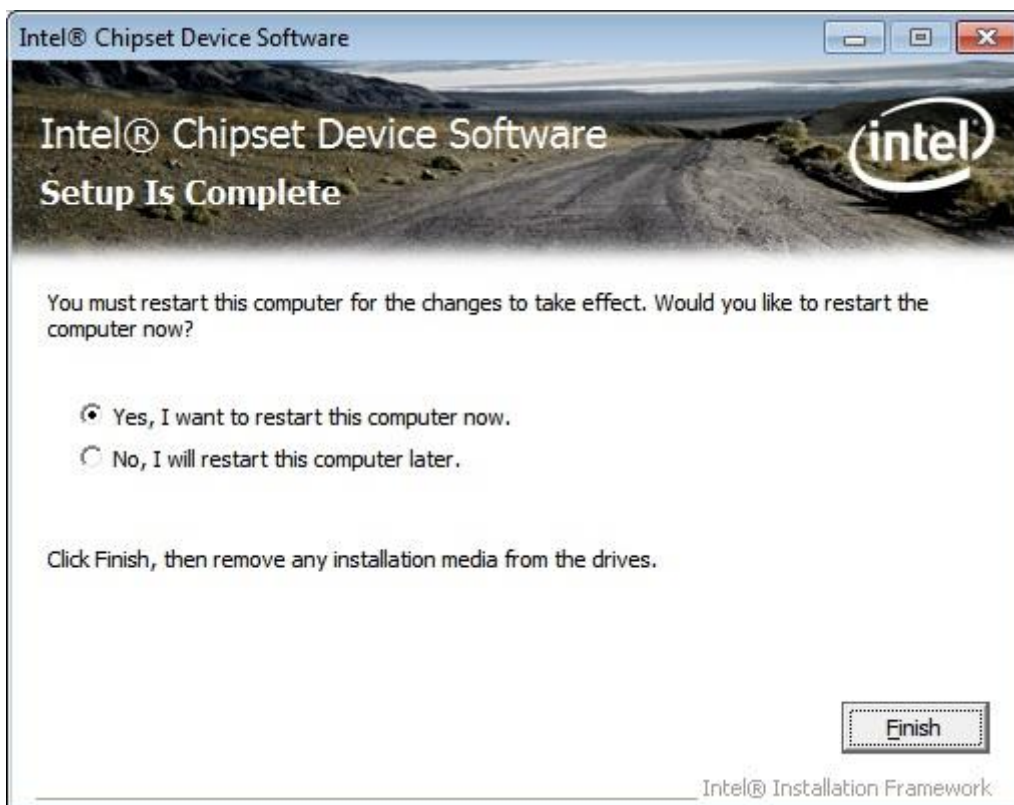 Intel® Chipset Device Software
Intel® Chipset Device Software
intel
Setup Is Complete
You must restart this computer for the changes to take effect. Would you like to restart the
computer now?
Yes, I want to restart this computer now.
No, I will restart this computer later.
Click Finish, then remove any installation media from the drives.
Finish
Intel® Installation Framework